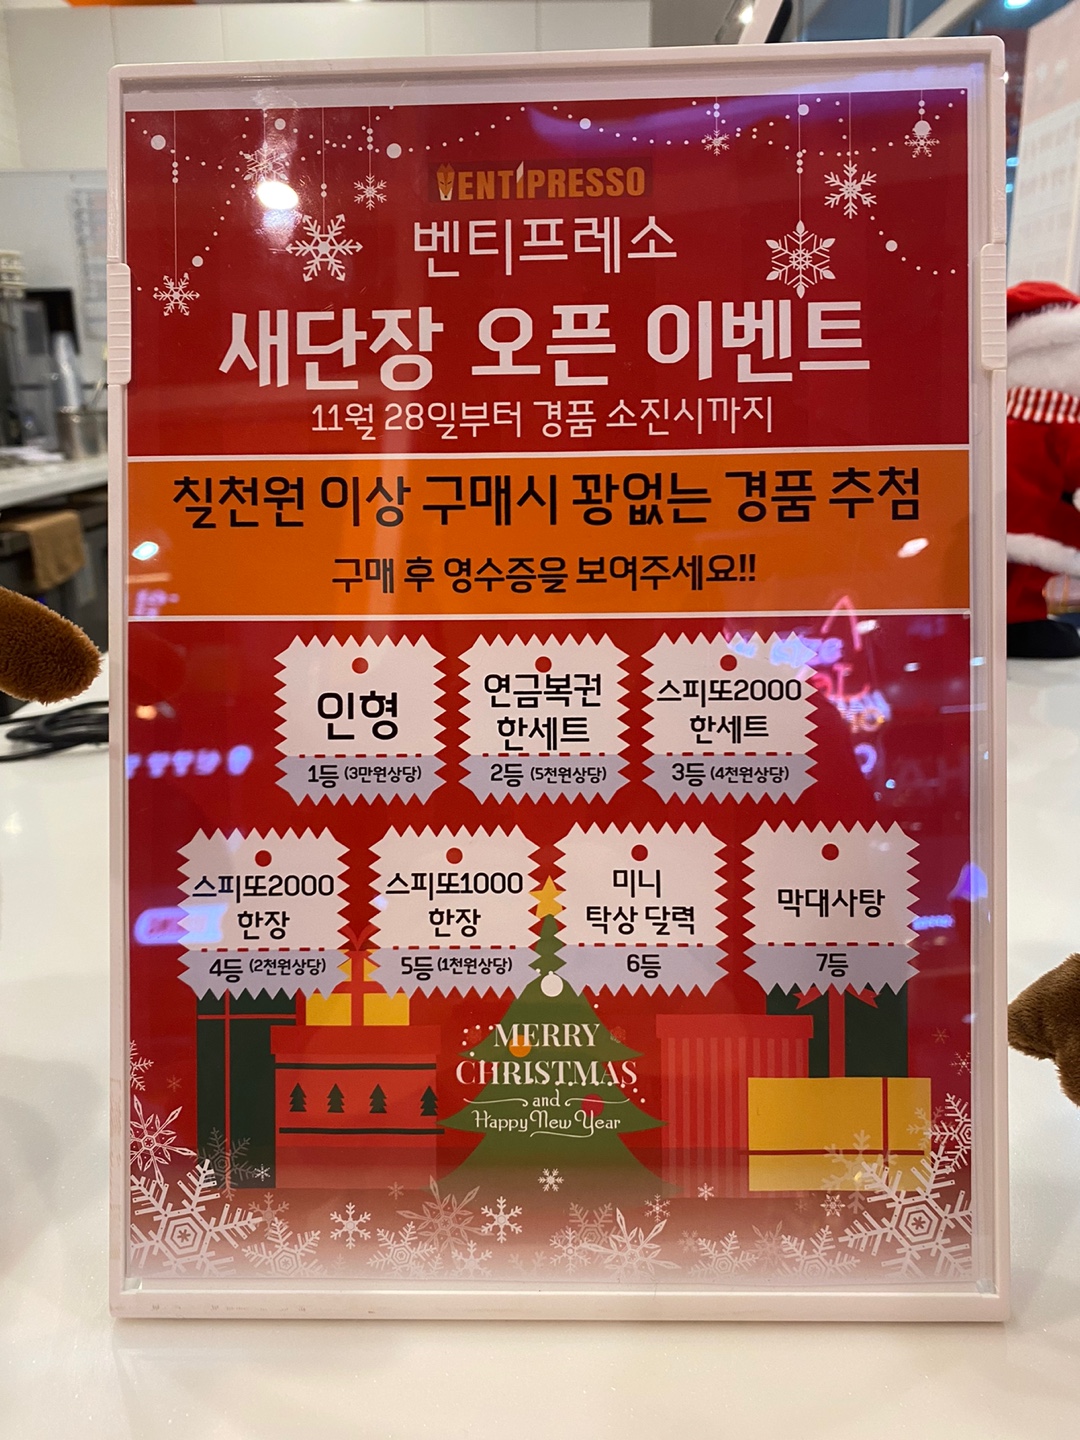 VENTIPRESSO
벤티프레소
새단장 오픈 이벤트
11월 28일부터 경품 소진시까지
칠천원 이상 구매시 꽝없는 경품 추첨
구매 후 영수증을 보여주세요!!
인형
1등 (3만원상당)
연금복권
한세트
2등 (5천원상당)
스피또2000
한세트
3등 (4천원상당)
스피또2000
한장
4등 (2천원상당)
스피또1000
한장
5등 (1천원상당)
미니
탁상 달력
6등
막대사탕
7등
MERRY
CHRISTMAS
and
Happy New Year